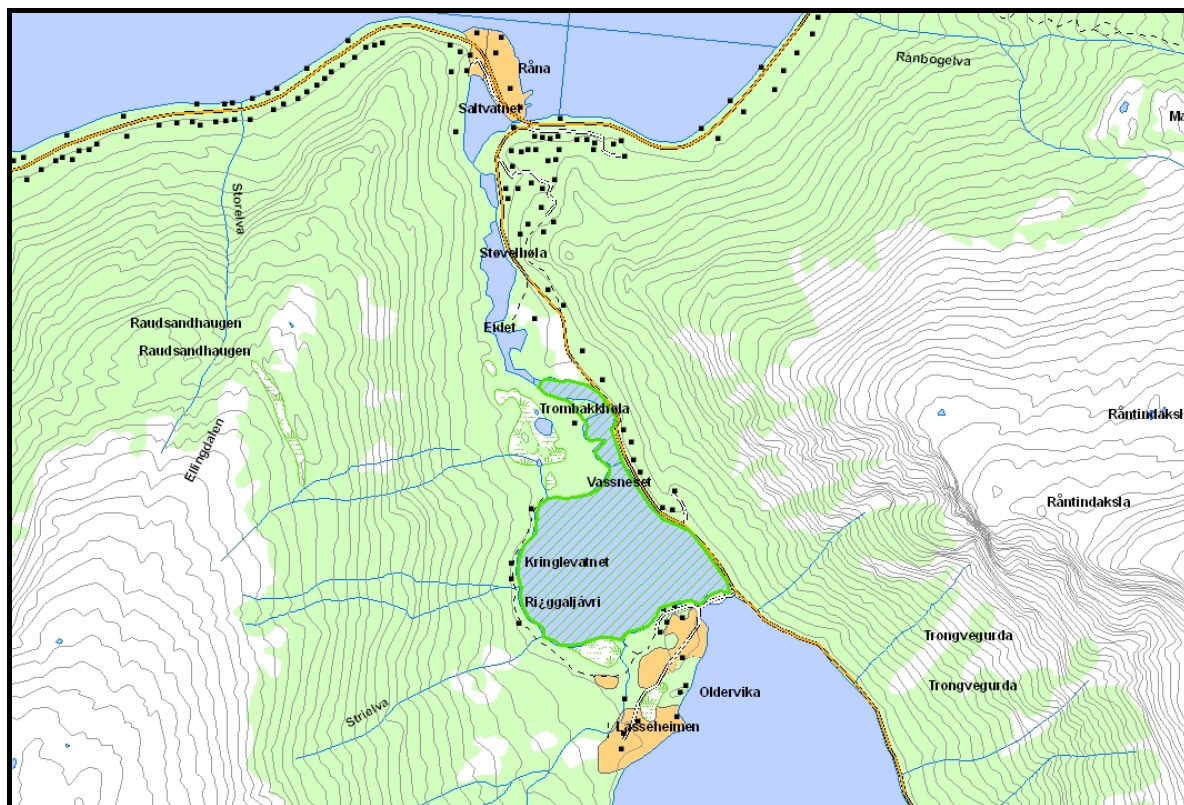 Råna
Rånbogelva
Saltvatnet
Storelva
Støvelhøla
Raudsandhaugen
Eidet
Raudsandhaugen
Trombakkhøla
Råntindaksl
Ellingdalen
Vassneset
Råntindaksla
Kringlevatnet
Ri¿ggaljávri
Trongvegurda
Trongvegurda
Oldervika
Strielva
Lasseheimen